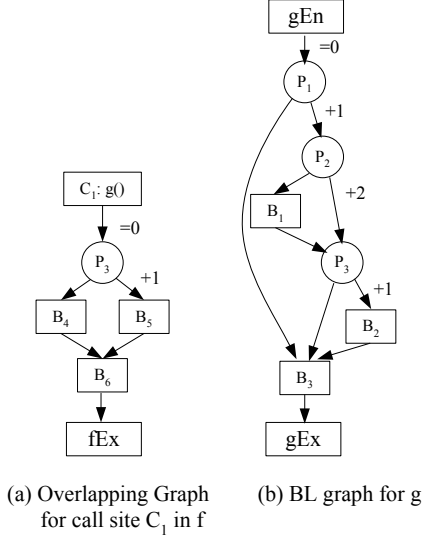 gEn
=0
P1
+1
P2
+2
B1
P3
+1
B2
B3
gEx
C1: g()
=0
P3
+1
B4
B5
B6
fEx
(a) Overlapping Graph
for call site C1 in f
(b) BL graph for g